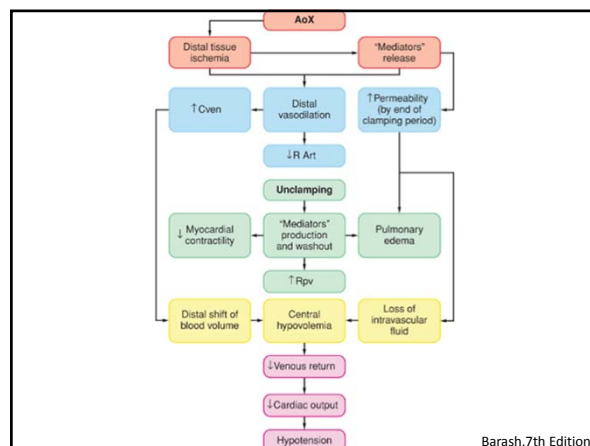 AoX
Distal tissue
ischemia
“Mediators”
release
↑Cven
Distal
vasodilation
↑Permeability
(by end of
clamping period)
↓R Art
Unclamping
↓ Myocardial
contractility
“Mediators”
production
and washout
Pulmonary
edema
↑Rpv
Distal shift of
blood volume
Central
hypovolemia
Loss of
intravascular
fluid
↓Venous return
↓Cardiac output
Hypotension
Barash.7th Edition